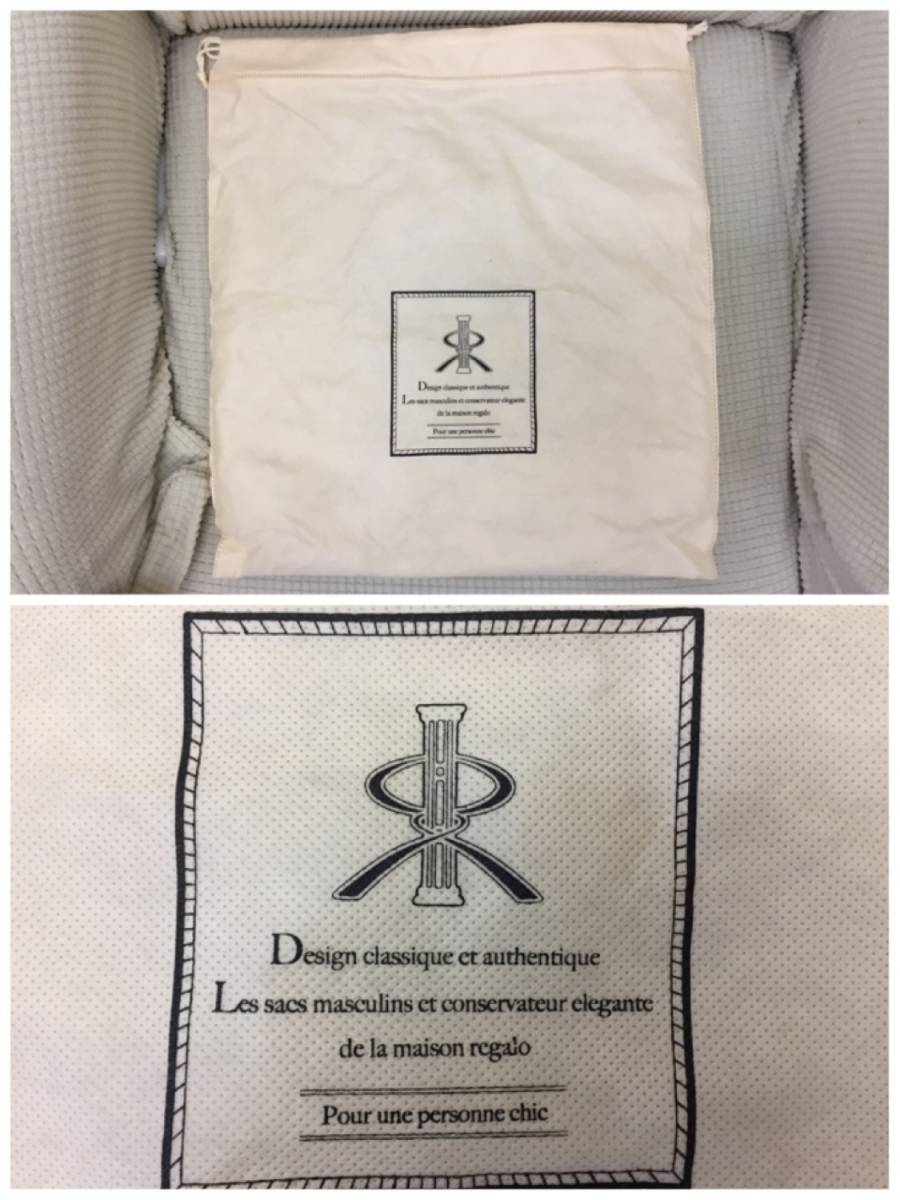 Design classique et authentique
Les sacs masculins et conservateur elegante
de la maison regalo
Pour une personne chic
Design classique et authentique
Les sacs masculins et conservateur elegante
de la maison regalo
Pour une personne chic